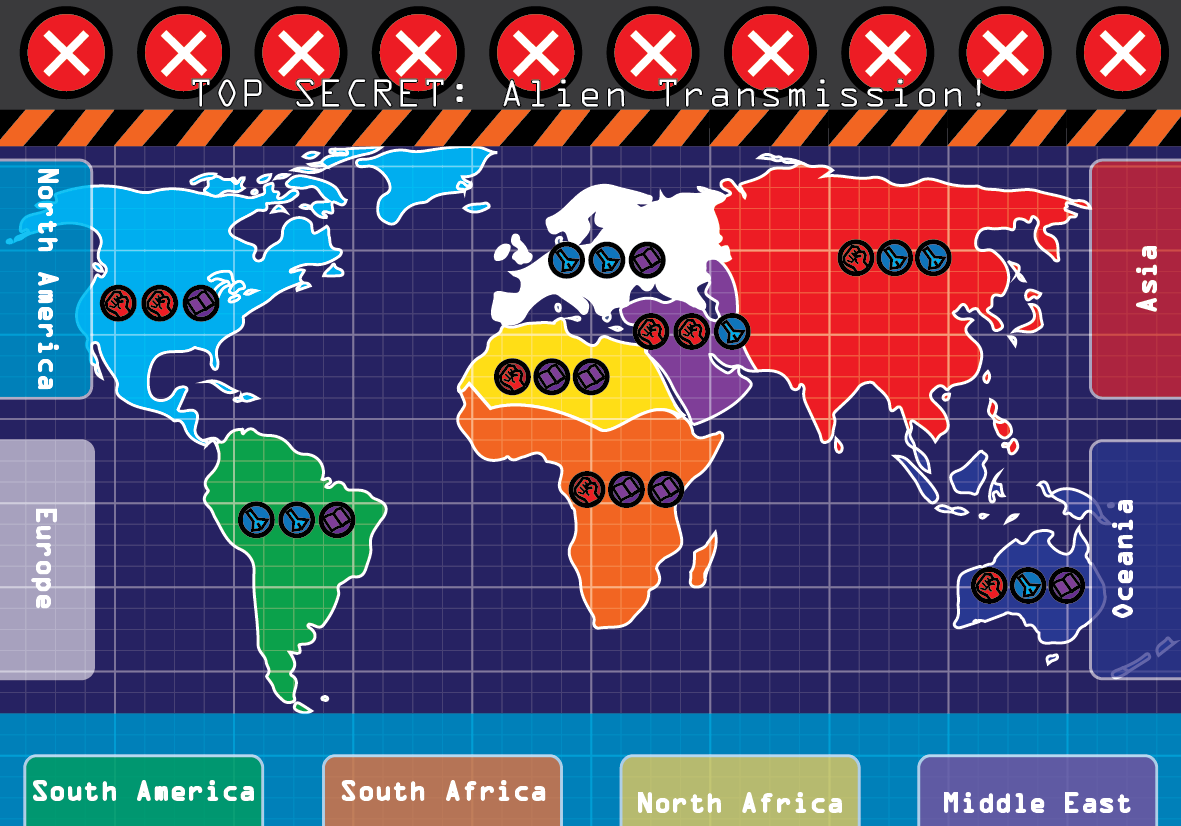 TOP SECRET: Alien Transmission!
North America
Asia
Europe
Oceania
South America
South Africa
North Africa
Middle East